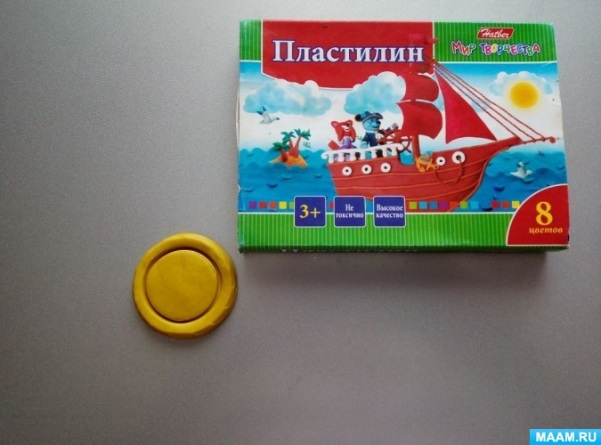 Hatber
Пластилин
Мир творчества
3+
Не
токсично
Высокое
качество
8
цветов
MAAM.RU